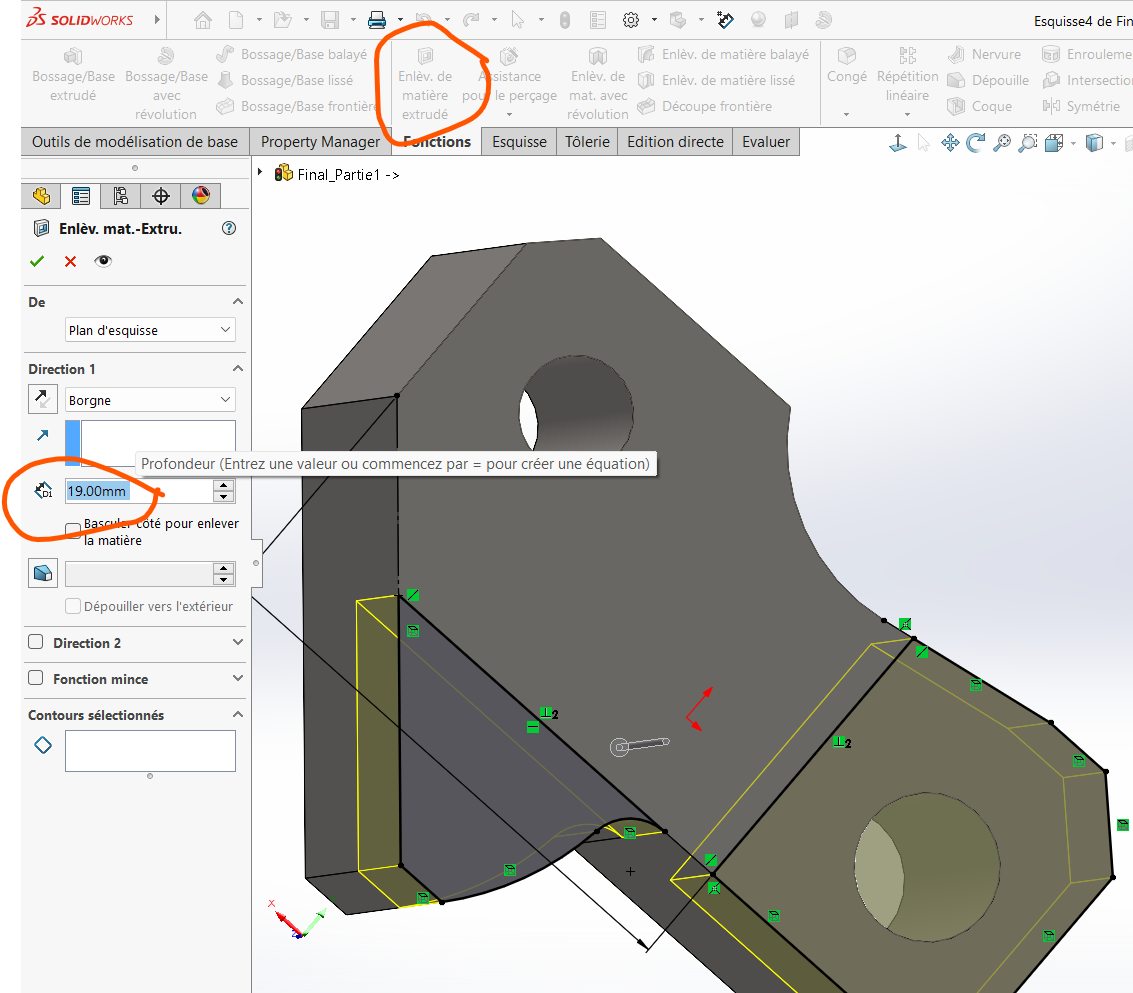 SOLIDWORKS
Esquisse4 de Fin
Bossage/Base extrudé
Bossage/Base avec révolution
Bossage/Base balayé
Bossage/Base lissé
Bossage/Base frontière
Enlèv. de matière extrudé
Assistance pour le perçage
Enlèv. de mat. avec révolution
Enlèv. de matière balayé
Enlèv. de matière lissé
Découpe frontière
Congé
Répétition linéaire
Nervure
Dépouille
Coque
Enrouleme
Intersectio
Symétrie
Outils de modélisation de base
Property Manager
Fonctions
Esquisse
Tôlerie
Edition directe
Evaluer
Final_Partie1 ->
Enlèv. mat.-Extru.
De
Plan d'esquisse
Direction 1
Borgne
Profondeur (Entrez une valeur ou commencez par = pour créer une équation)
D1
19.00mm
Basculer côté pour enlever
la matière
Dépouiller vers l'extérieur
Direction 2
Fonction mince
Contours sélectionnés
2
2
X
Z